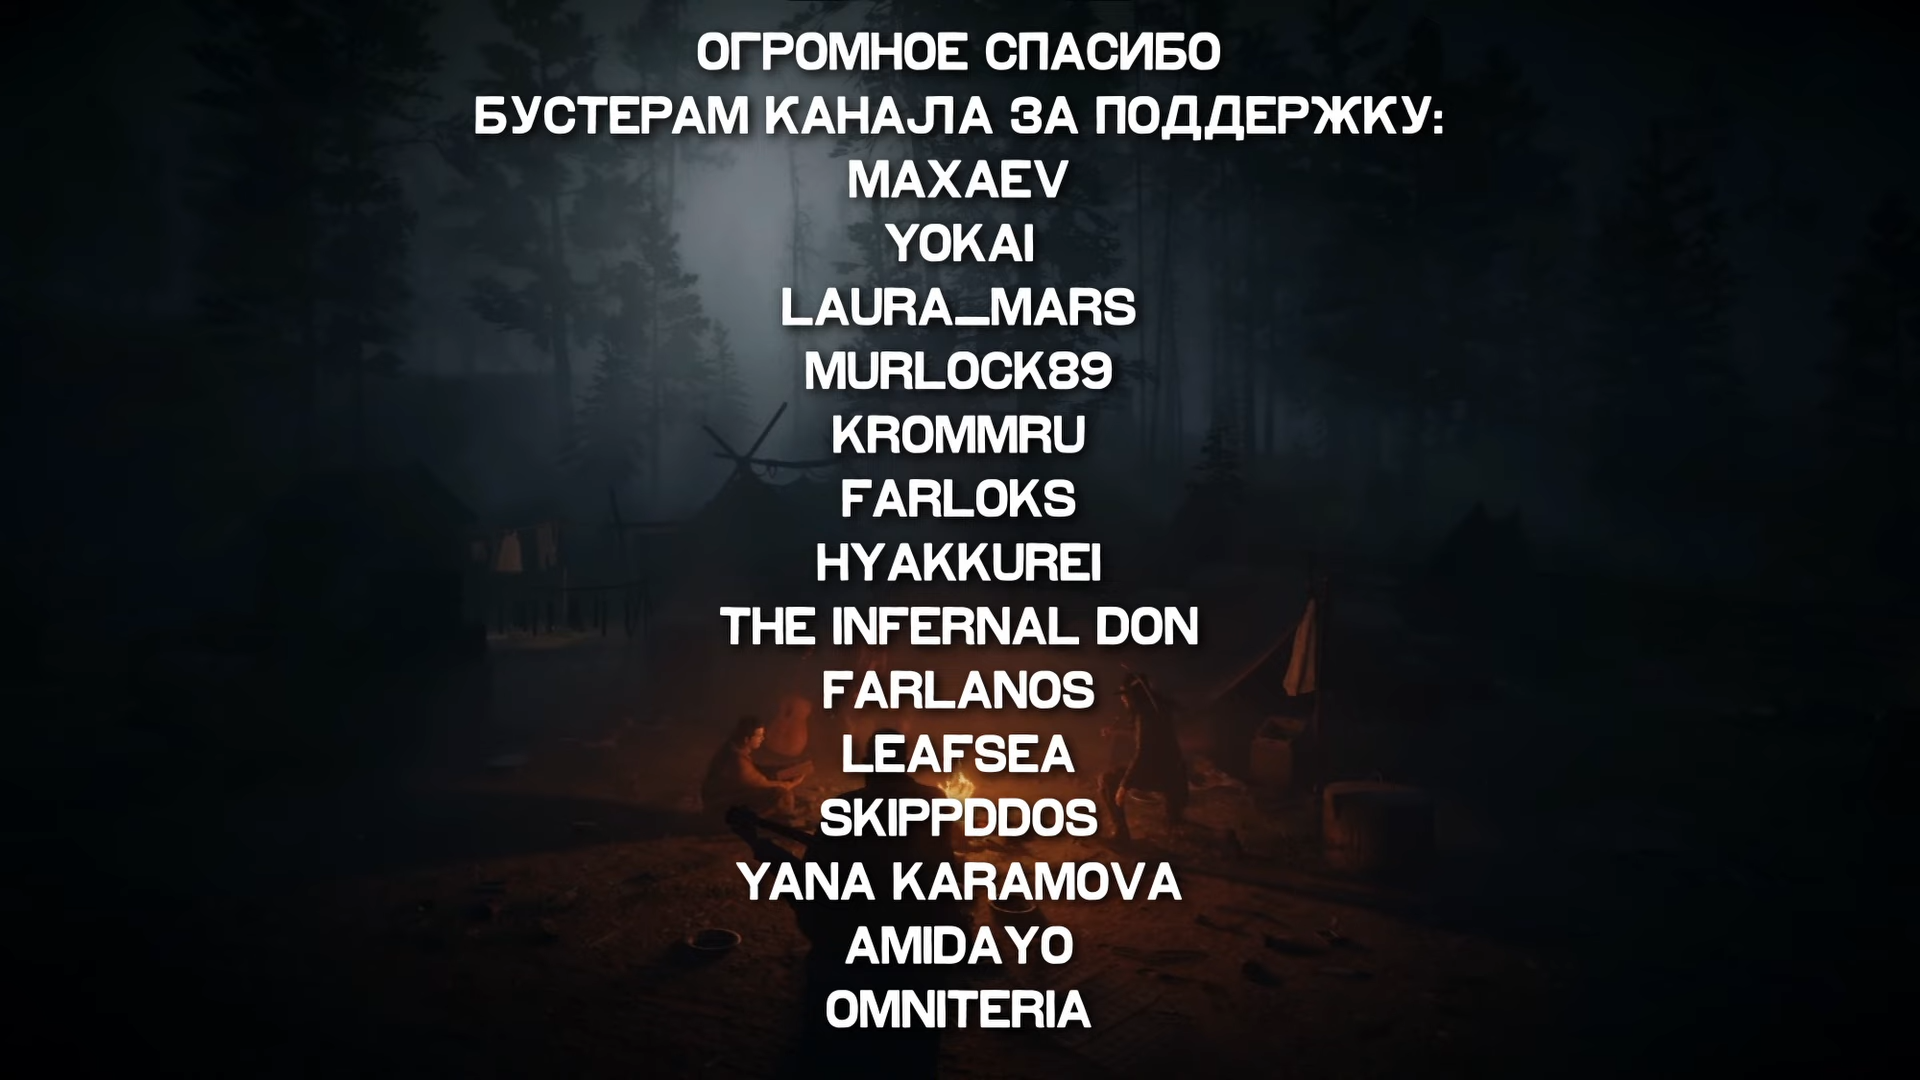 ОГРОМНОЕ СПАСИБО
БУСТЕРАМ КАНАЛА ЗА ПОДДЕРЖКУ:
MAXAEV
YOKAI
LAURA_MARS
MURLOCK89
KROMMRU
FARLOKS
HYAKKUREI
THE INFERNAL DON
FARLANOS
LEAFSEA
SKIPPDDOS
YANA KARAMOVA
AMIDAYO
OMNITERIA